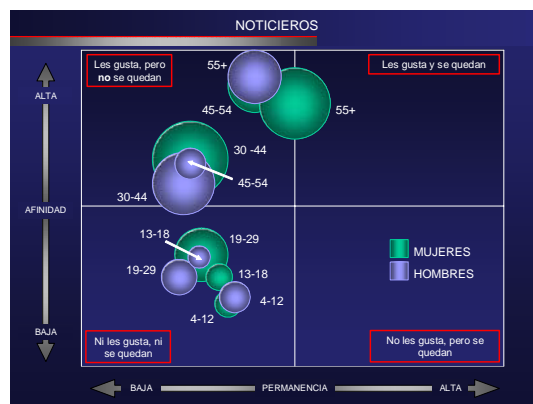 NOTICIEROS
Les gusta, pero
no se quedan
Les gusta y se quedan
55+
45-54
55+
ALTA
30 -44
45-54
30-44
AFINIDAD
13-18
19-29
19-29
13-18
4-12
4-12
MUJERES
HOMBRES
BAJA
Ni les gusta, ni
se quedan
No les gusta, pero se
quedan
BAJA
PERMANENCIA
ALTA